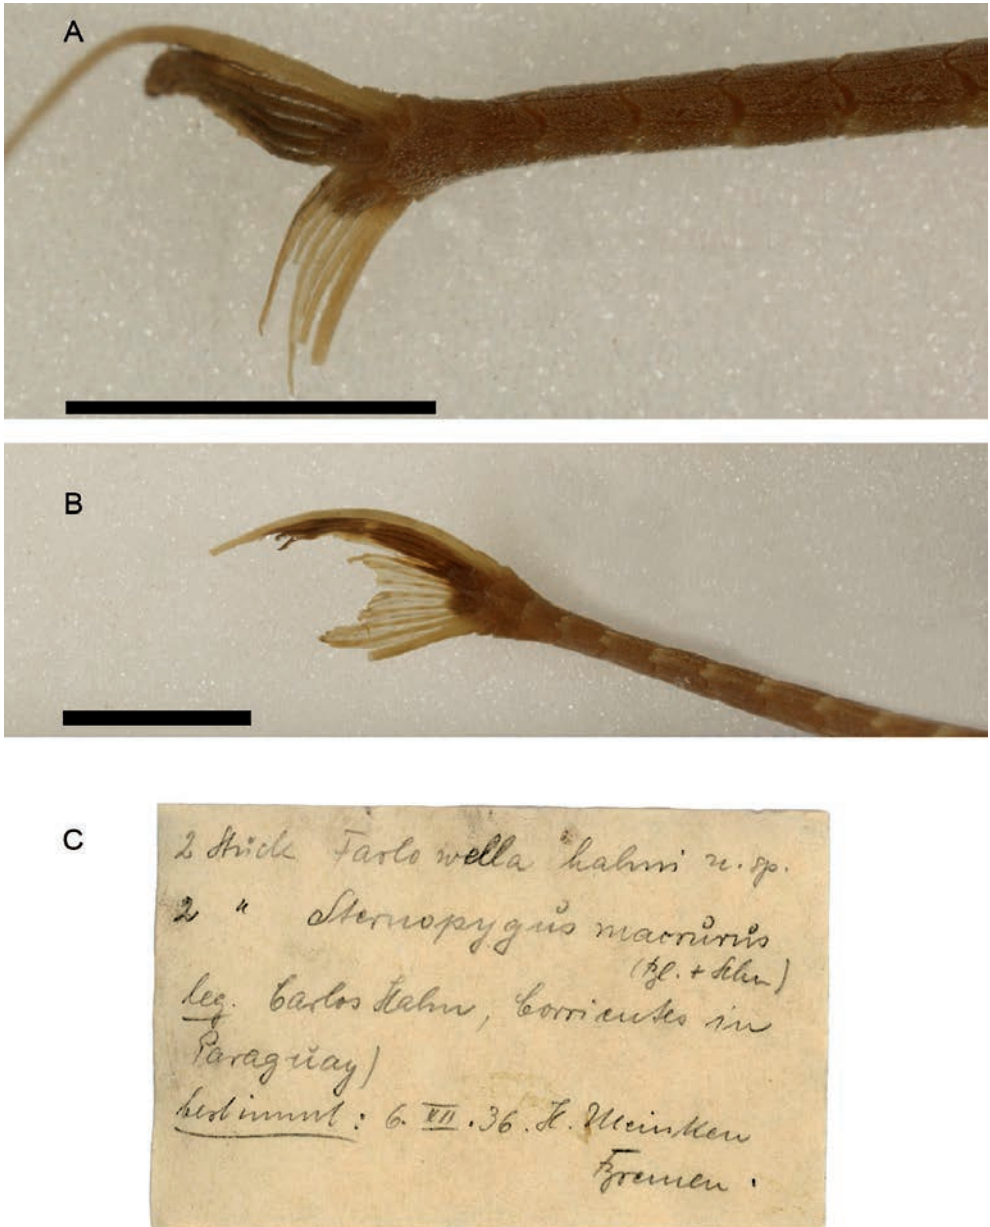 A
B
C
2 Stück Farlowella hahni n. sp.
2 " Sternopygus macrurus
(Bl. + Schn)
leg. Carlos Hahn, Corrientes in
Paraguay)
bestimmt: 6. VII. 36. H. Meinken
Bremen.